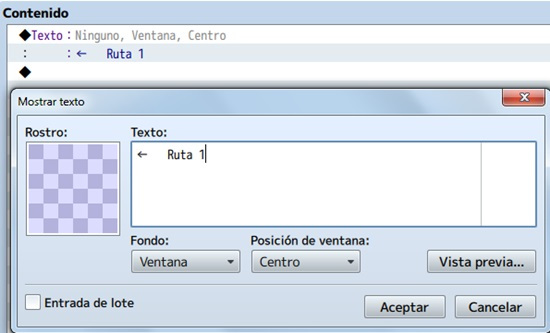 Contenido
◆Texto : Ninguno, Ventana, Centro
:     : ←   Ruta 1
◆
Mostrar texto
Rostro:
Texto:
←   Ruta 1
Fondo:
Posición de ventana:
Ventana
Centro
Vista previa...
Entrada de lote
Aceptar
Cancelar